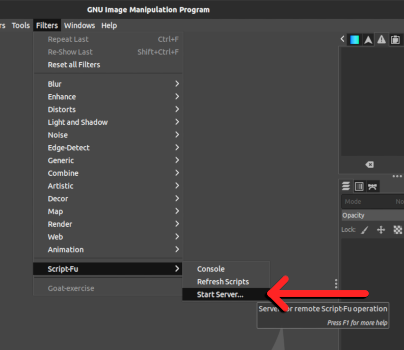 GNU Image Manipulation Program
Tools Filters Windows Help
Repeat Last Ctrl+F
Re-Show Last Shift+Ctrl+F
Reset all Filters
Blur
Enhance
Distorts
Light and Shadow
Noise
Edge-Detect
Generic
Combine
Artistic
Decor
Map
Render
Web
Animation
Script-Fu
Console
Refresh Scripts
Start Server...
Goat-exercise
Server for remote Script-Fu operation
Press F1 for more help
Mode
Opacity
Lock: